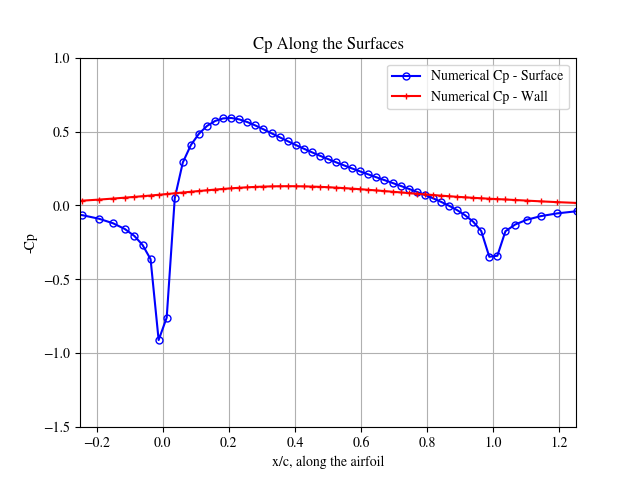 Cp Along the Surfaces
Numerical Cp - Surface
Numerical Cp - Wall
1.0
0.5
0.0
−0.5
−1.0
−1.5
-Cp
−0.2
0.0
0.2
0.4
0.6
0.8
1.0
1.2
x/c, along the airfoil